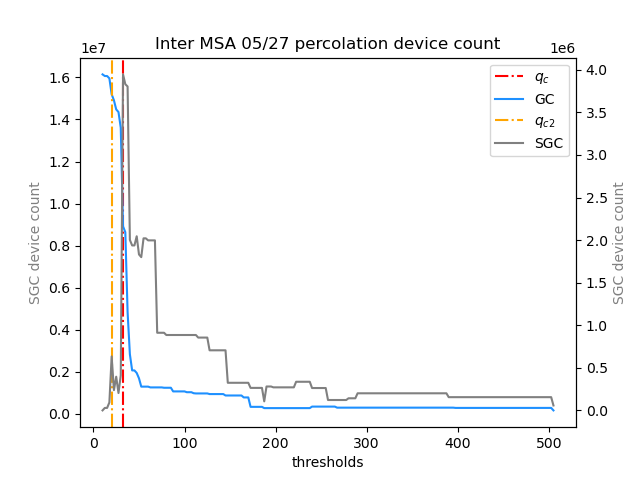 Inter MSA 05/27 percolation device count
1e7
1e6
1.6
1.4
1.2
1.0
0.8
0.6
0.4
0.2
0.0
SGC device count
4.0
3.5
3.0
2.5
2.0
1.5
1.0
0.5
0.0
SGC device count
q_c
GC
q_{c2}
SGC
0 100 200 300 400 500
thresholds